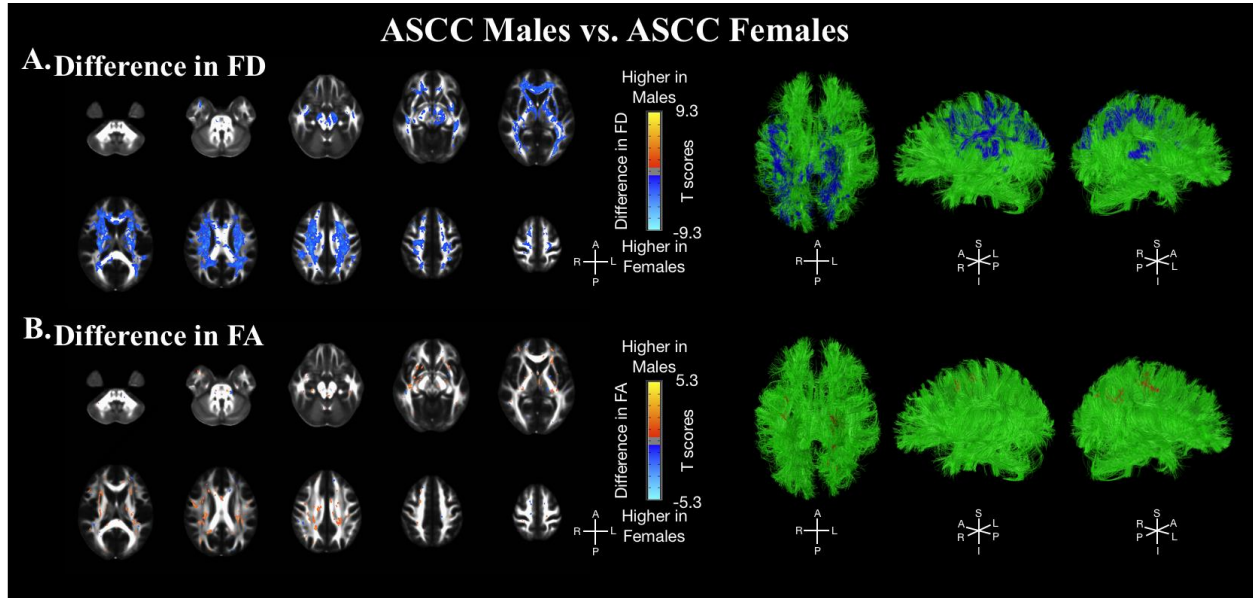 ASCC Males vs. ASCC Females
A. Difference in FD
Higher in
Males
9.3
Difference in FD
T scores
-9.3
Higher in
Females
A
R L
P
A
R L
P
S
A L
R P
I
S
R A
P L
I
B. Difference in FA
Higher in
Males
5.3
Difference in FA
T scores
-5.3
Higher in
Females
A
R L
P
A
R L
P
S
A L
R P
I
S
R A
P L
I